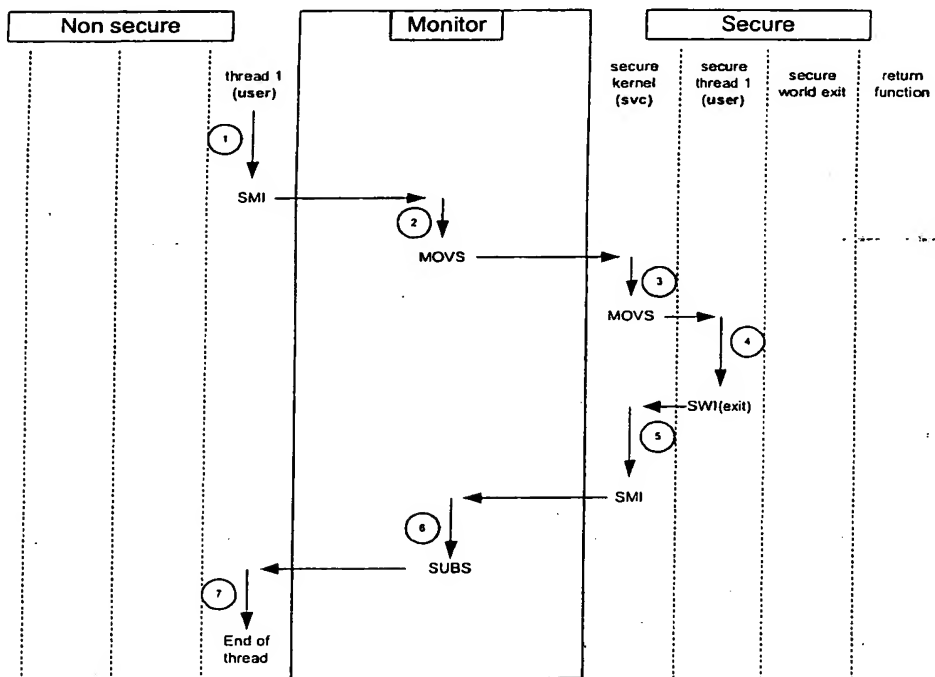 Non secure
Monitor
Secure
thread 1
(user)
secure
kernel
(svc)
secure
thread 1
(user)
secure
world exit
return
function
1
SMI
2
MOVS
3
MOVS
4
SWI(exit)
5
SMI
6
SUBS
7
End of
thread